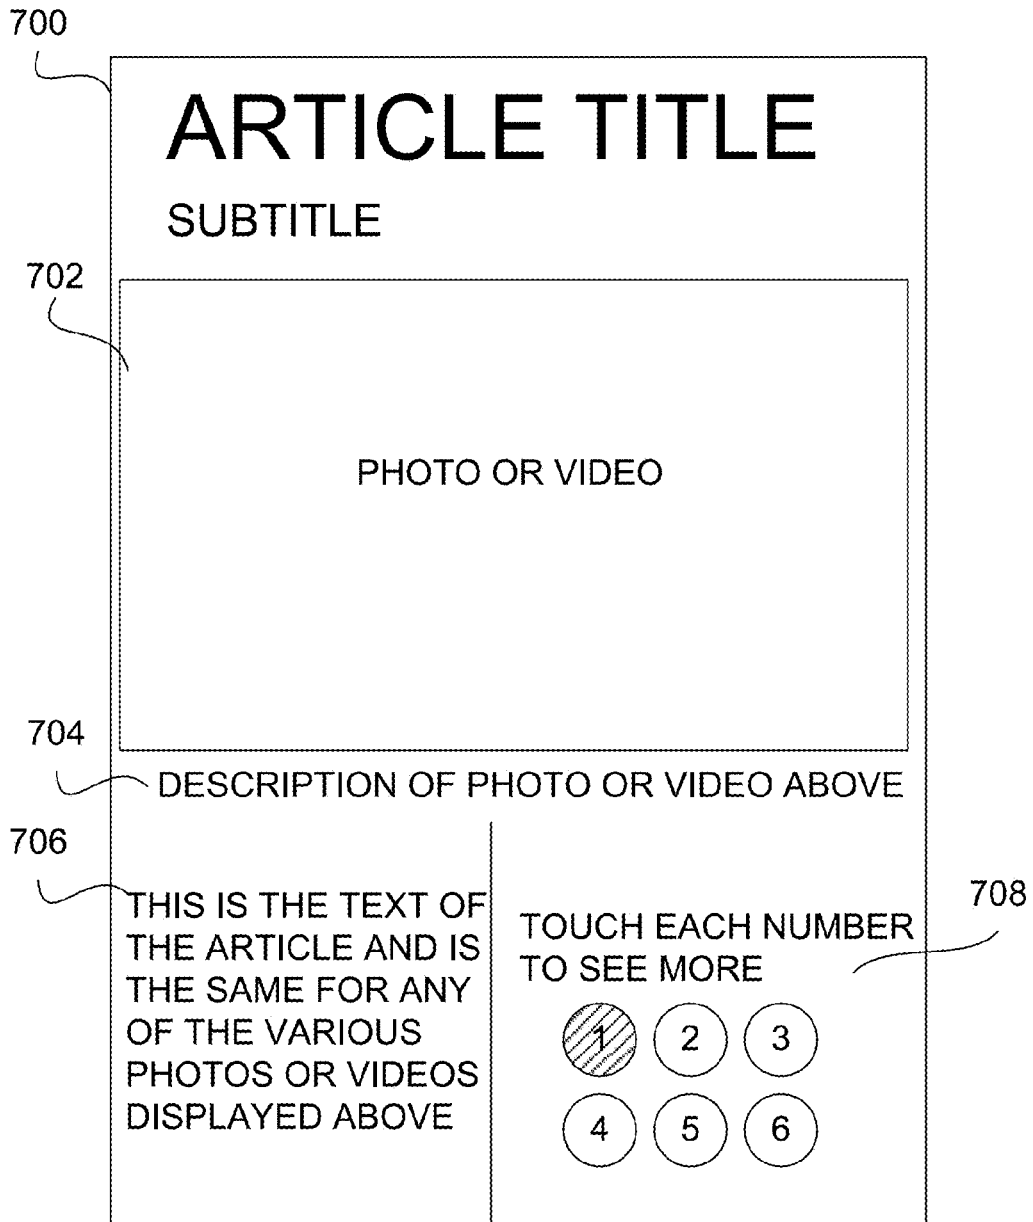 700
ARTICLE TITLE
SUBTITLE
702
PHOTO OR VIDEO
704
DESCRIPTION OF PHOTO OR VIDEO ABOVE
706
THIS IS THE TEXT OF
THE ARTICLE AND IS
THE SAME FOR ANY
OF THE VARIOUS
PHOTOS OR VIDEOS
DISPLAYED ABOVE
708
TOUCH EACH NUMBER
TO SEE MORE
1 2 3
4 5 6